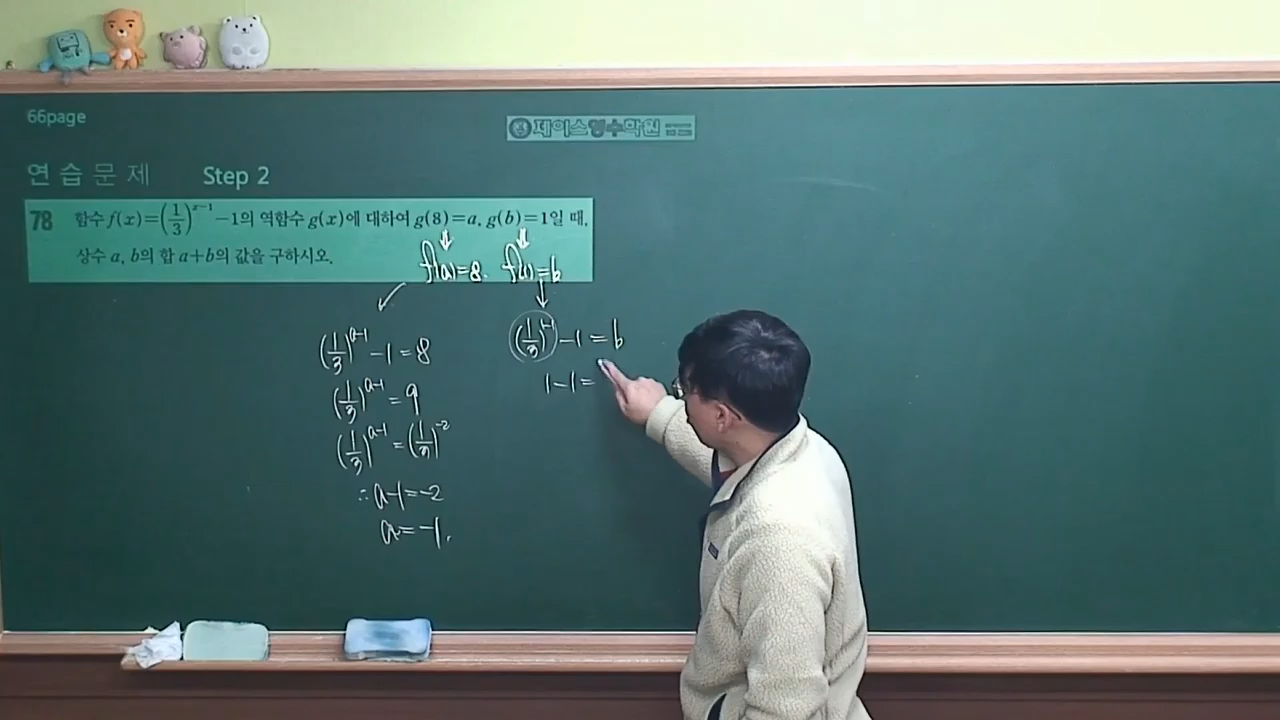 66page
제이스영수학원
연습문제 Step 2
78 함수 f(x)=(1/3)^(x-1)-1의 역함수 g(x)에 대하여 g(8)=a, g(b)=1일 때,
상수 a, b의 합 a+b의 값을 구하시오.
f(a)=8. f(1)=b
(1/3)^(a-1)-1=8
(1/3)^(a-1)=9
(1/3)^(a-1)=(1/3)^(-2)
∴a-1=-2
a=-1.
(1/3)^(1-1)-1=b
1-1=